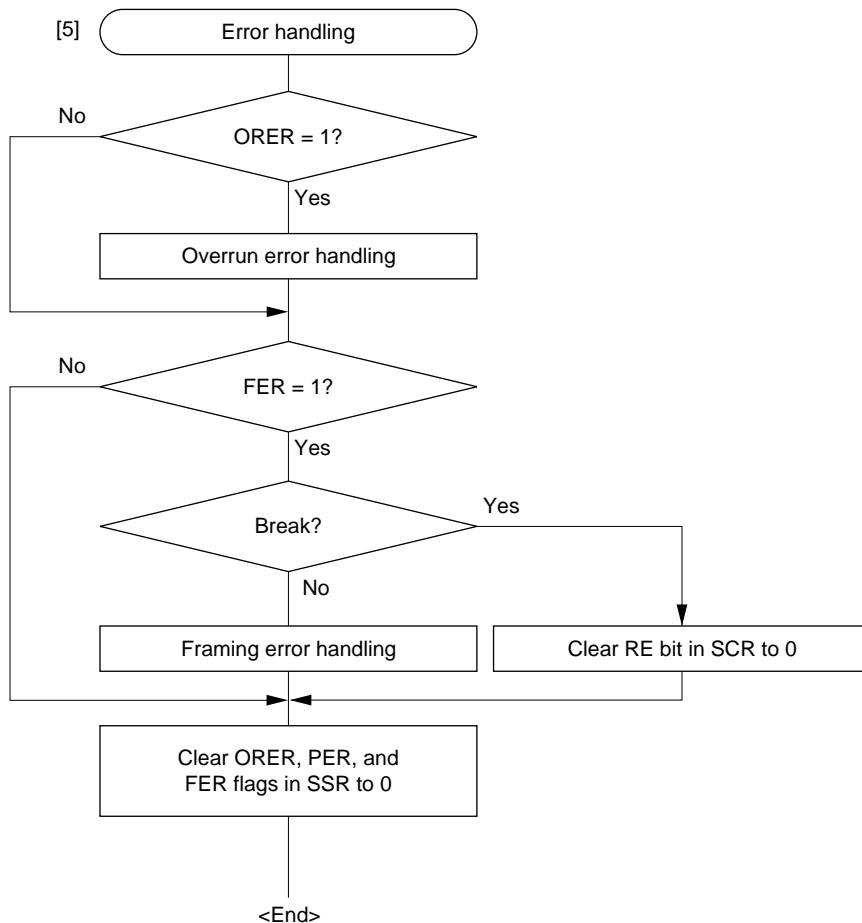 [5]
Error handling
No
ORER = 1?
Yes
Overrun error handling
No
FER = 1?
Yes
Break?
Yes
No
Framing error handling
Clear RE bit in SCR to 0
Clear ORER, PER, and
FER flags in SSR to 0
<End>